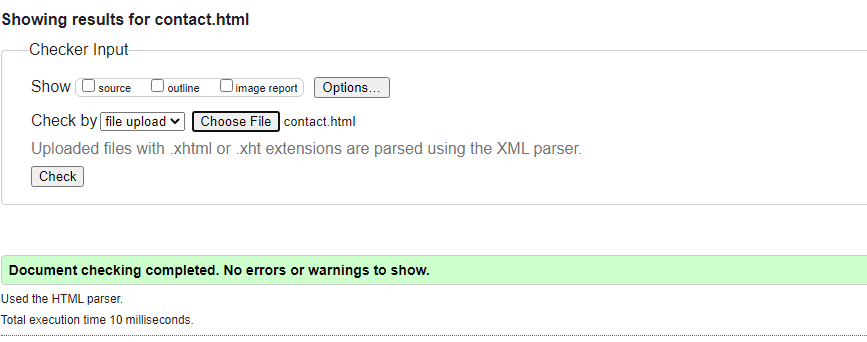 Showing results for contact.html
Checker Input
Show source outline image report Options...
Check by file upload Choose File contact.html
Uploaded files with .xhtml or .xht extensions are parsed using the XML parser.
Check
Document checking completed. No errors or warnings to show.
Used the HTML parser.
Total execution time 10 milliseconds.